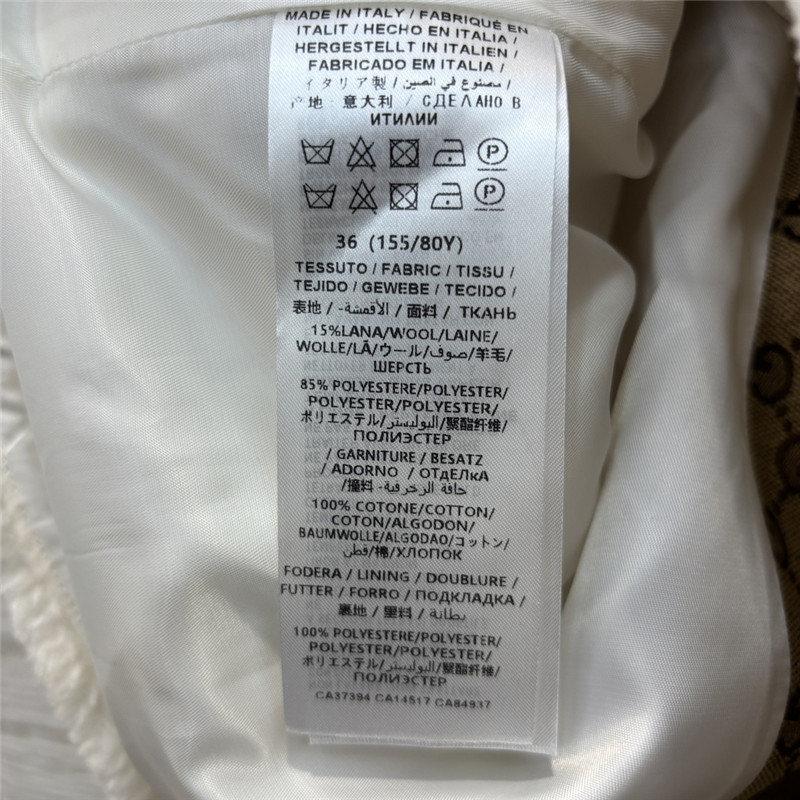 MADE IN ITALY / FABRIQUÉ EN
ITALIT / HECHO EN ITALIA /
HERGESTELLT IN ITALIEN /
FABRICADO EM ITALIA /
イタリア製 / مصنوع في الصين /
产地: 意大利 / СДЕЛАНО В
ИТИЛИИ
P
P
36 (155/80Y)
TESSUTO / FABRIC / TISSU /
TEJIDO / GEWEBE / TECIDO /
表地 / -الأقمشة / 面料 / ТКАНЬ
15%LANA/WOOL/LAINE/
WOLLE/LÃ/ウール/صوف/羊毛/
ШЕРСТЬ
85% POLYESTERE/POLYESTER/
POLYESTER/POLYESTER/
ポリエステル/البوليستر/聚酯纤维/
ПОЛИЭСТЕР
/ GARNITURE / BESATZ
/ ADORNO / ОТДЕЛКА
/撞料 -حافة الزخرفية
100% COTONE/COTTON/
COTON/ALGODON/
BAUMWOLLE/ALGODAO/コットン/
قطن/棉/ХЛОПОК
FODERA / LINING / DOUBLURE /
FUTTER / FORRO / ПОДКЛАДКА /
裏地 / 里料 / بطانة
100% POLYESTERE/POLYESTER/
POLYESTER/POLYESTER/
ポリエステル/البوليستر/聚酯纤维/
ПОЛИЭСТЕР
CA37394 CA14517 CA84937